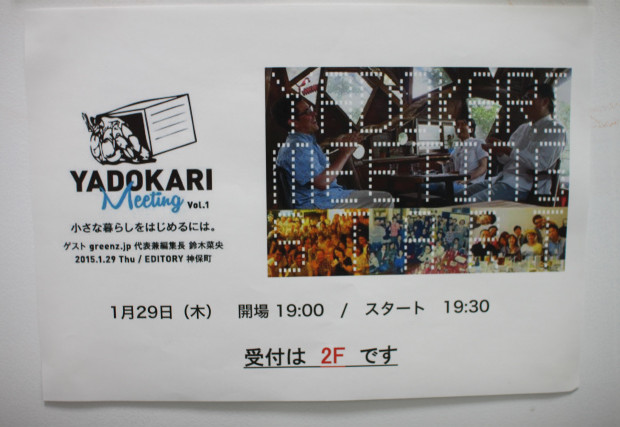 YADOKARI
Meeting Vol.1
小さな暮らしをはじめるには。
ゲスト greenz.jp 代表兼編集長 鈴木菜央
2015.1.29 Thu / EDITORY 神保町
1月29日（木） 開場 19:00 / スタート 19:30
受付は 2F です